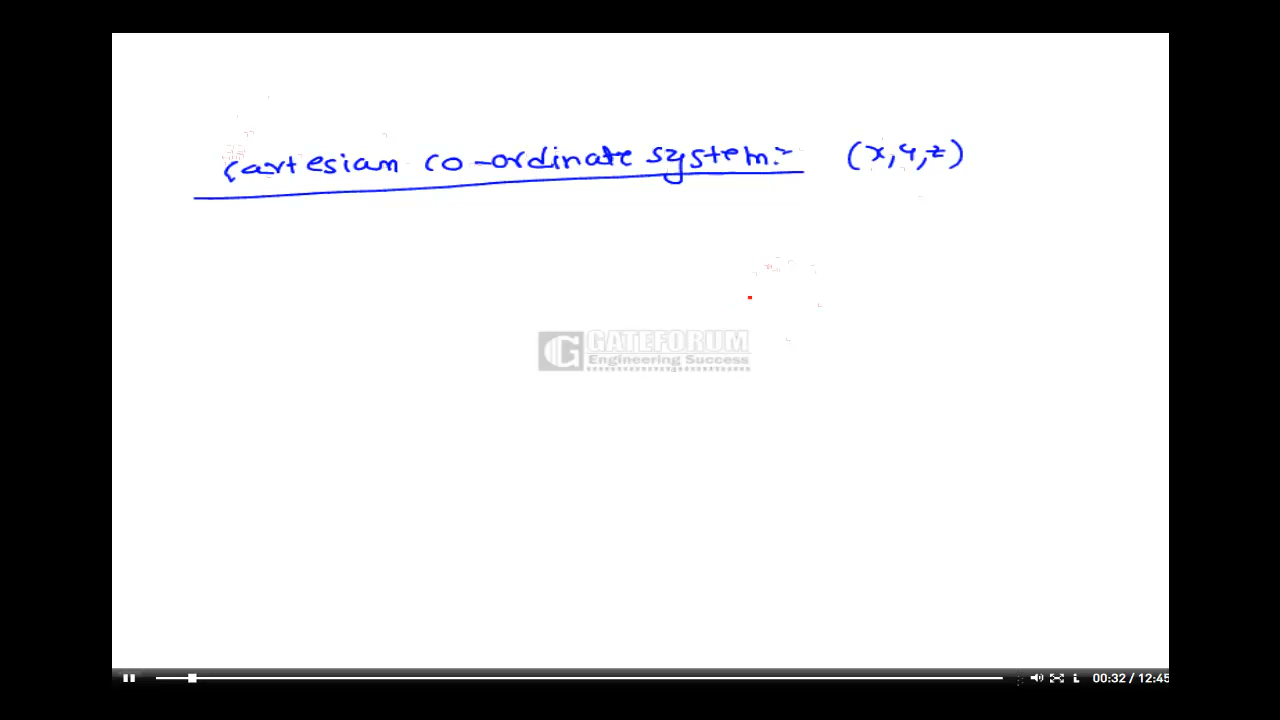 Cartesian co-ordinate system:- (x,y,z)
GATEFORUM
Engineering Success
00:32 / 12:45